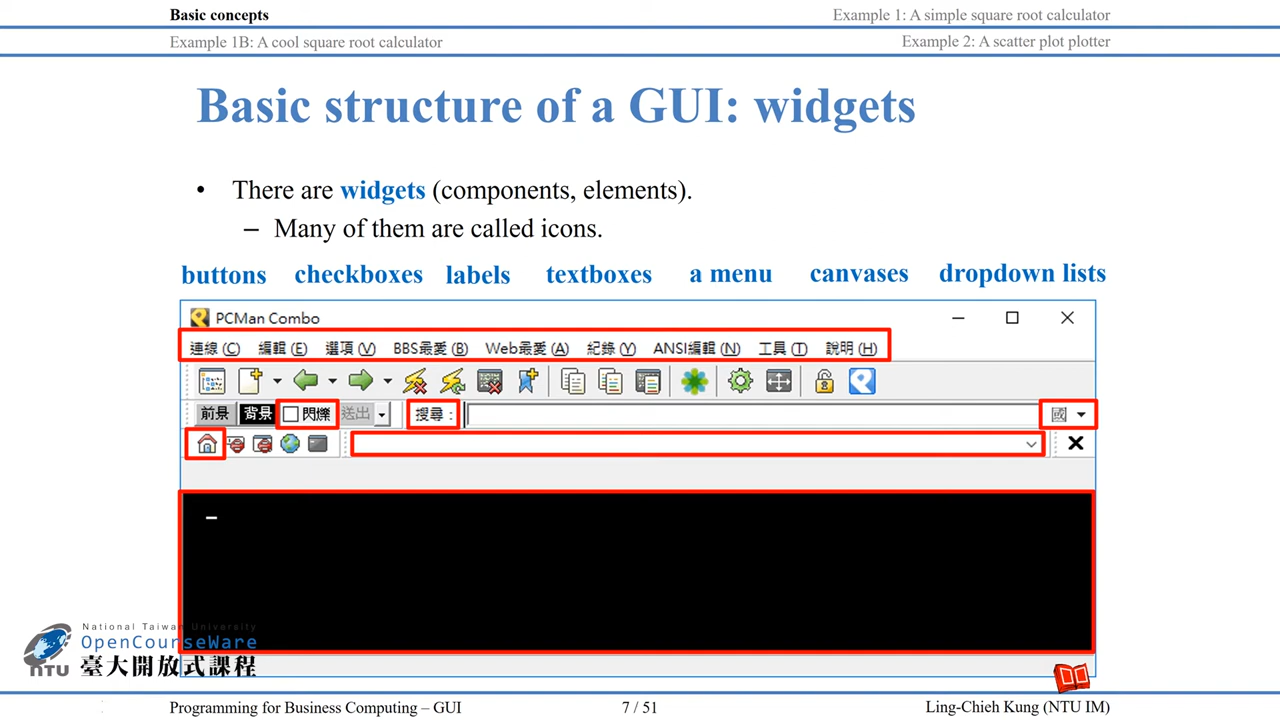 Basic concepts
Example 1: A simple square root calculator
Example 1B: A cool square root calculator
Example 2: A scatter plot plotter
Basic structure of a GUI: widgets
• There are widgets (components, elements).
– Many of them are called icons.
buttons checkboxes labels textboxes a menu canvases dropdown lists
PCMan Combo
連線 (C) 編輯 (E) 選項 (V) BBS最愛 (B) Web最愛 (A) 紀錄 (Y) ANSI編輯 (N) 工具 (T) 說明 (H)
前景 背景 閃爍 送出 搜尋 : 國
National Taiwan University
OpenCourseWare
NTU 臺大開放式課程
Programming for Business Computing – GUI
7 / 51
Ling-Chieh Kung (NTU IM)